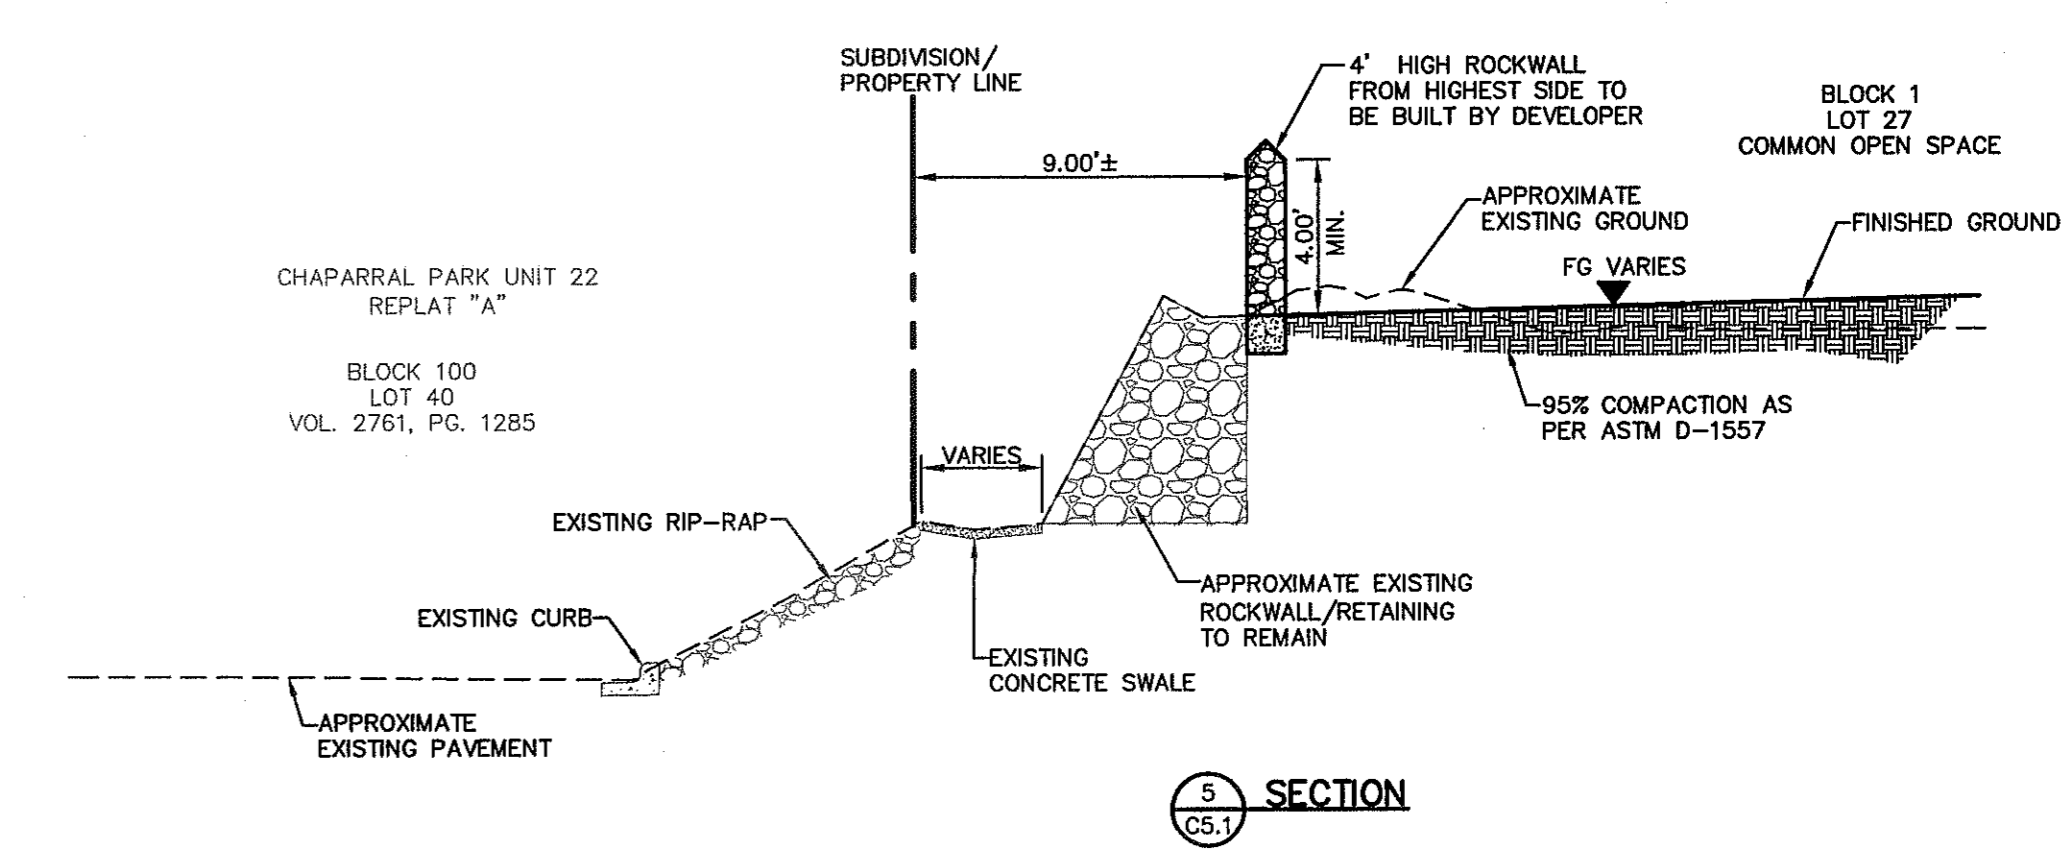 SUBDIVISION/
PROPERTY LINE
4' HIGH ROCKWALL
FROM HIGHEST SIDE TO
BE BUILT BY DEVELOPER
BLOCK 1
LOT 27
COMMON OPEN SPACE
9.00'±
4.00'
MIN.
APPROXIMATE
EXISTING GROUND
FINISHED GROUND
FG VARIES
CHAPARRAL PARK UNIT 22
REPLAT "A"
BLOCK 100
LOT 40
VOL. 2761, PG. 1285
95% COMPACTION AS
PER ASTM D-1557
VARIES
EXISTING RIP-RAP
EXISTING CURB
APPROXIMATE EXISTING
ROCKWALL/RETAINING
TO REMAIN
EXISTING
CONCRETE SWALE
APPROXIMATE
EXISTING PAVEMENT
5
C5.1
SECTION